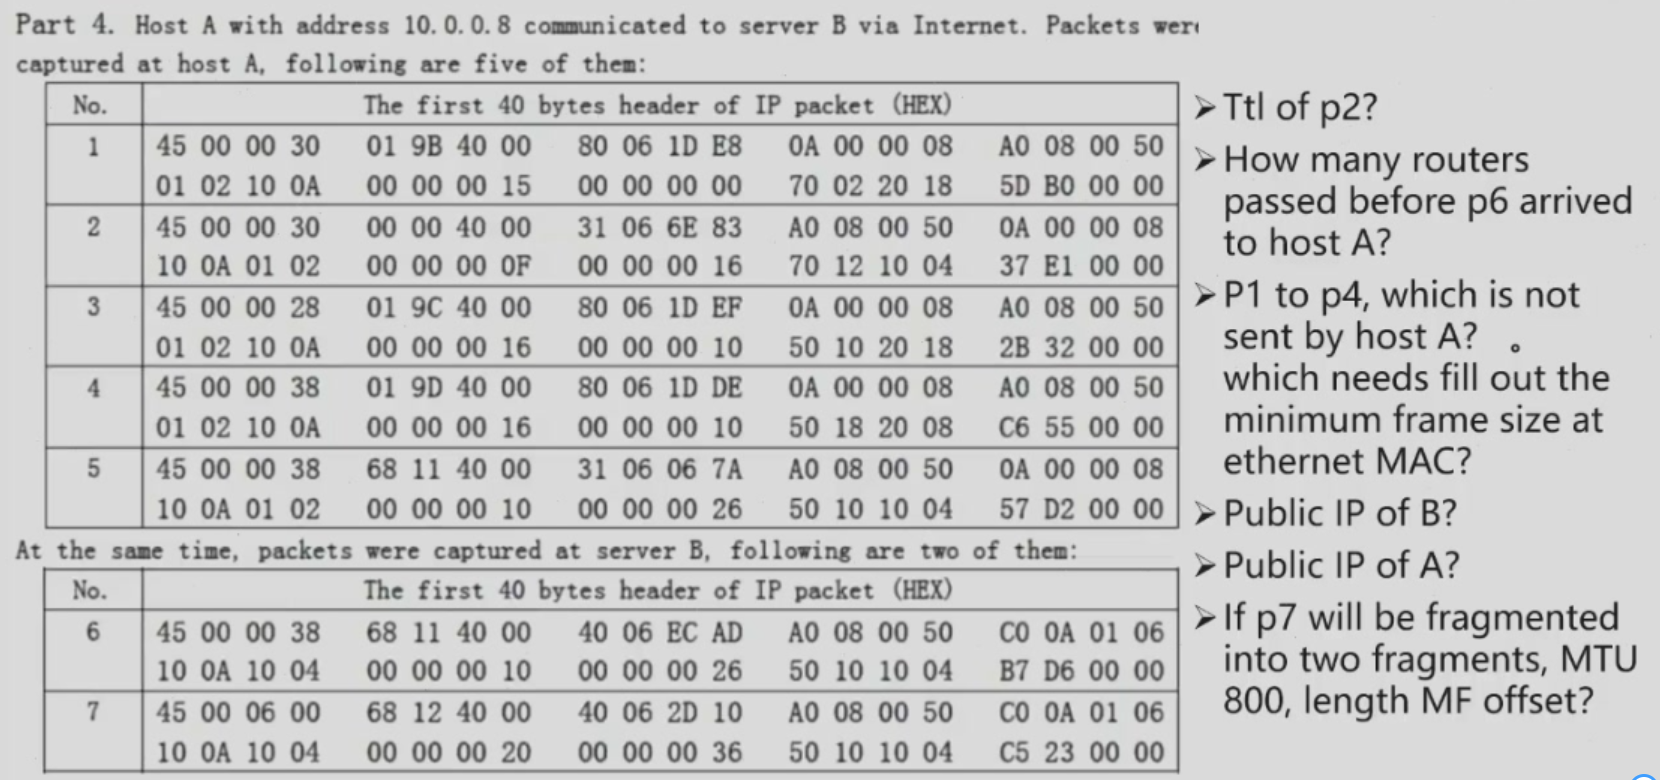 Part 4. Host A with address 10.0.0.8 communicated to server B via Internet. Packets were
captured at host A, following are five of them:
No. The first 40 bytes header of IP packet (HEX)
1 45 00 00 30 01 9B 40 00 80 06 1D E8 0A 00 00 08 A0 08 00 50
01 02 10 0A 00 00 00 15 00 00 00 00 70 02 20 18 5D B0 00 00
2 45 00 00 30 00 00 40 00 31 06 6E 83 A0 08 00 50 0A 00 00 08
10 0A 01 02 00 00 00 0F 00 00 00 16 70 12 10 04 37 E1 00 00
3 45 00 00 28 01 9C 40 00 80 06 1D EF 0A 00 00 08 A0 08 00 50
01 02 10 0A 00 00 00 16 00 00 00 10 50 10 20 18 2B 32 00 00
4 45 00 00 38 01 9D 40 00 80 06 1D DE 0A 00 00 08 A0 08 00 50
01 02 10 0A 00 00 00 16 00 00 00 10 50 18 20 08 C6 55 00 00
5 45 00 00 38 68 11 40 00 31 06 06 7A A0 08 00 50 0A 00 00 08
10 0A 01 02 00 00 00 10 00 00 00 26 50 10 10 04 57 D2 00 00
At the same time, packets were captured at server B, following are two of them:
No. The first 40 bytes header of IP packet (HEX)
6 45 00 00 38 68 11 40 00 40 06 EC AD A0 08 00 50 C0 0A 01 06
10 0A 10 04 00 00 00 10 00 00 00 26 50 10 10 04 B7 D6 00 00
7 45 00 06 00 68 12 40 00 40 06 2D 10 A0 08 00 50 C0 0A 01 06
10 0A 10 04 00 00 00 20 00 00 00 36 50 10 10 04 C5 23 00 00
➢ Ttl of p2?
➢ How many routers
passed before p6 arrived
to host A?
➢ P1 to p4, which is not
sent by host A? 。
which needs fill out the
minimum frame size at
ethernet MAC?
➢ Public IP of B?
➢ Public IP of A?
➢ If p7 will be fragmented
into two fragments, MTU
800, length MF offset?